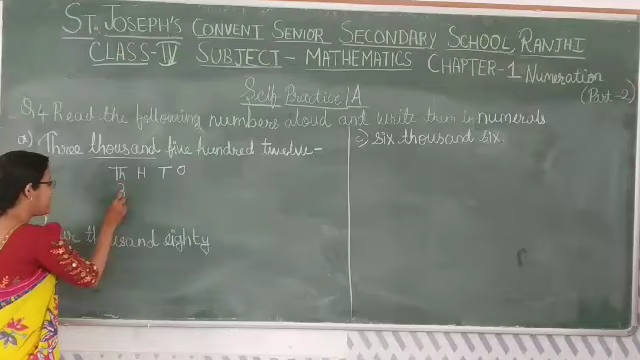 ST. JOSEPH'S CONVENT SENIOR SECONDARY SCHOOL, RANJHI
CLASS-IV SUBJECT- MATHEMATICS CHAPTER-1 Numeration
(Part-2)
Self Practice 1A
Q.4 Read the following numbers aloud and write them in numerals
a) Three thousand five hundred twelve-
Th H T O
3
thousand eighty
c) six thousand six.